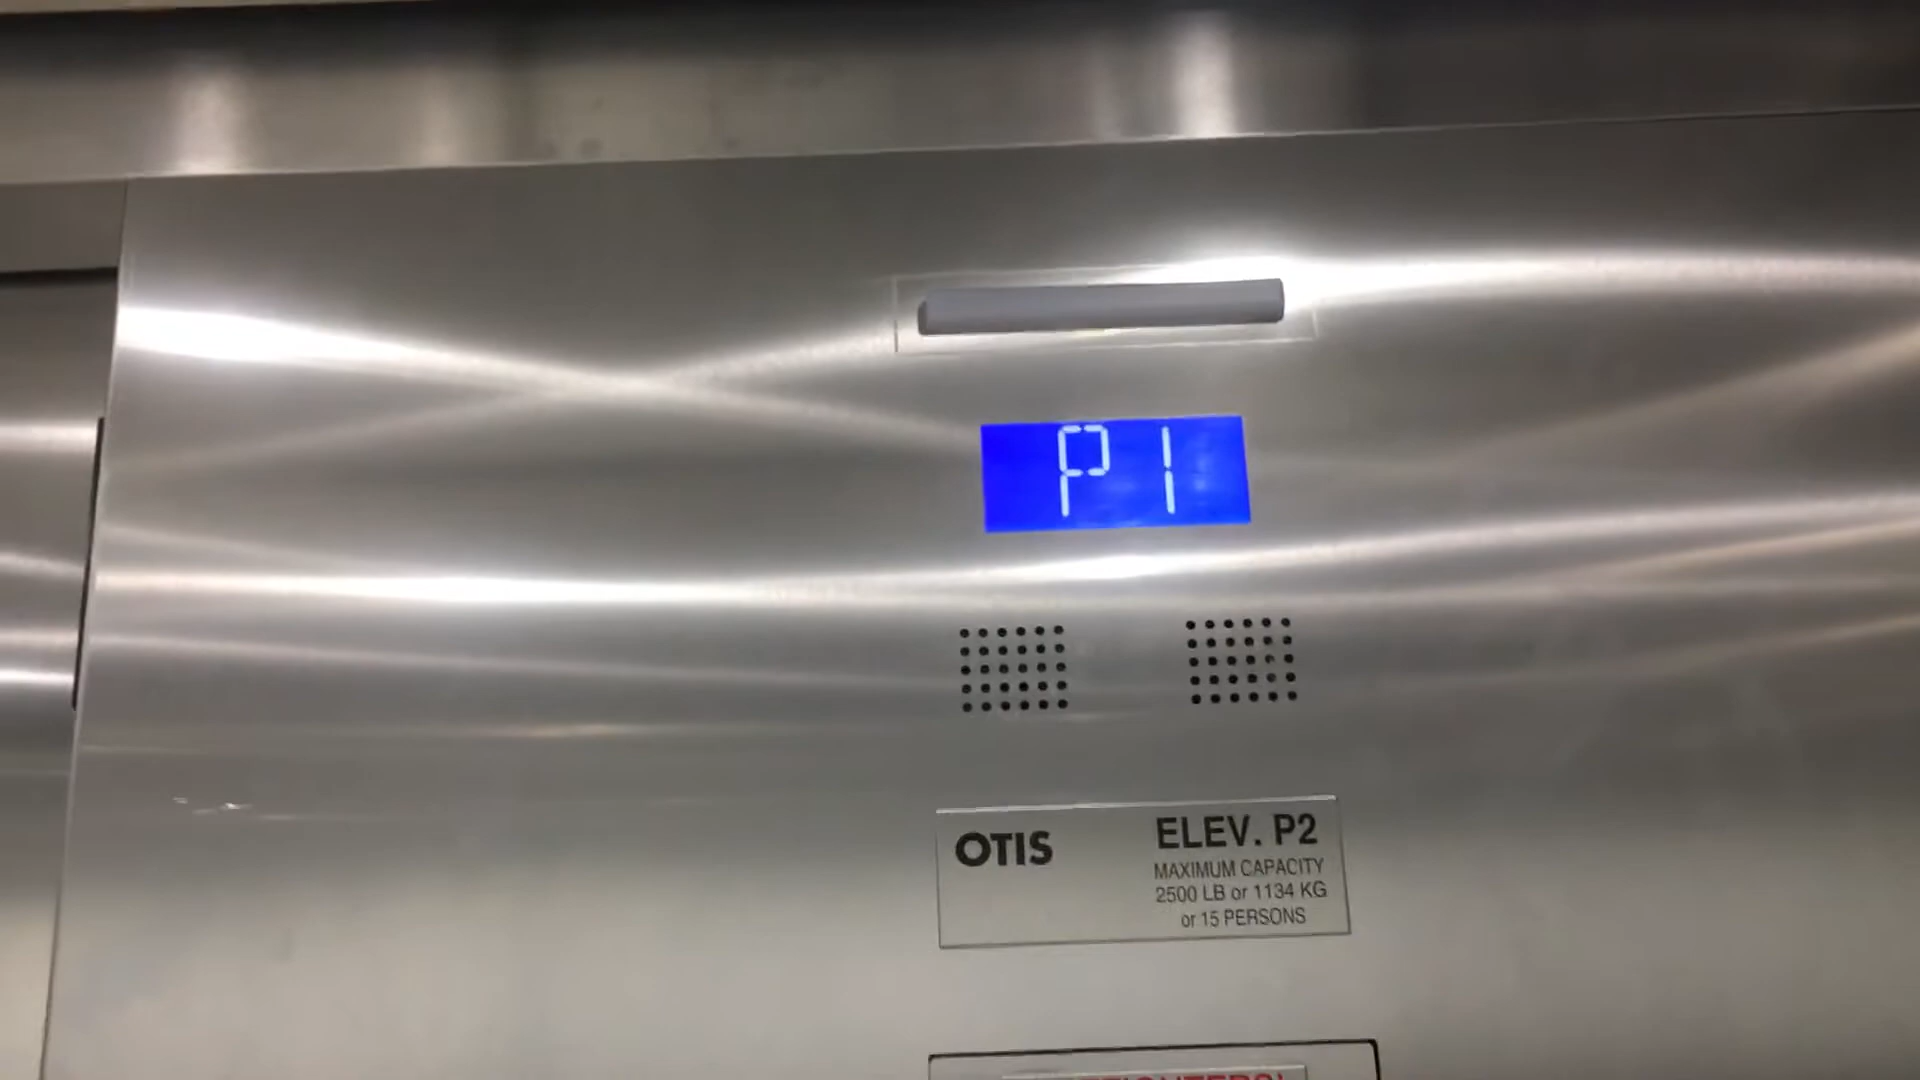 P1
OTIS
ELEV. P2
MAXIMUM CAPACITY
2500 LB or 1134 KG
or 15 PERSONS